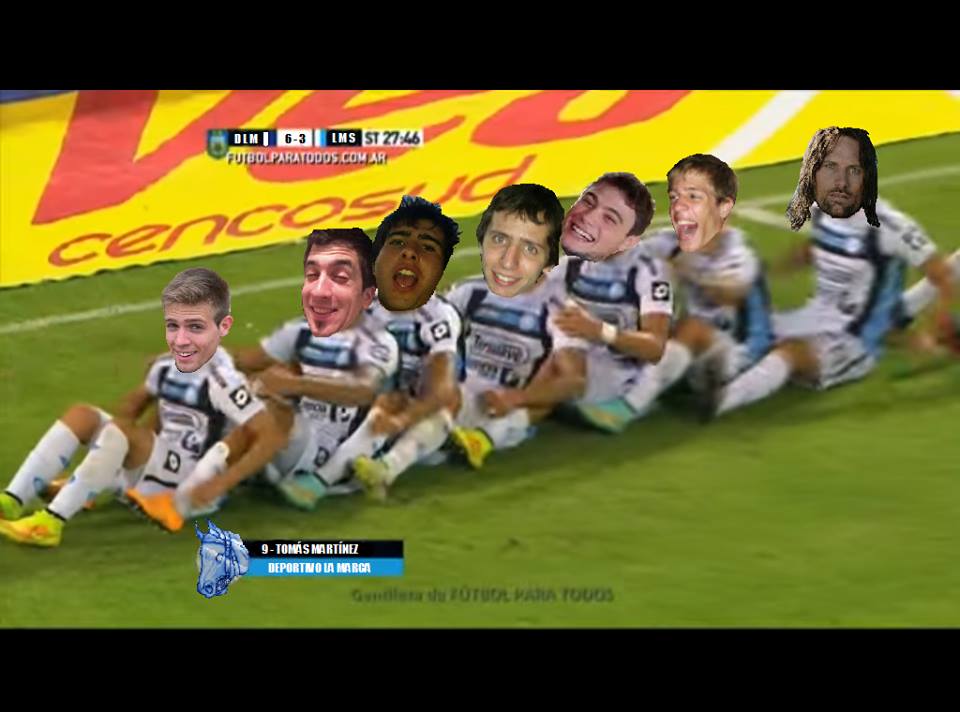 DLM 6-3 LMS ST 27:46
FUTBOLPARATODOS.COM.AR
cencosud
9 - TOMÁS MARTÍNEZ
DEPORTIVO LA MARCA
Gentileza de FÚTBOL PARA TODOS